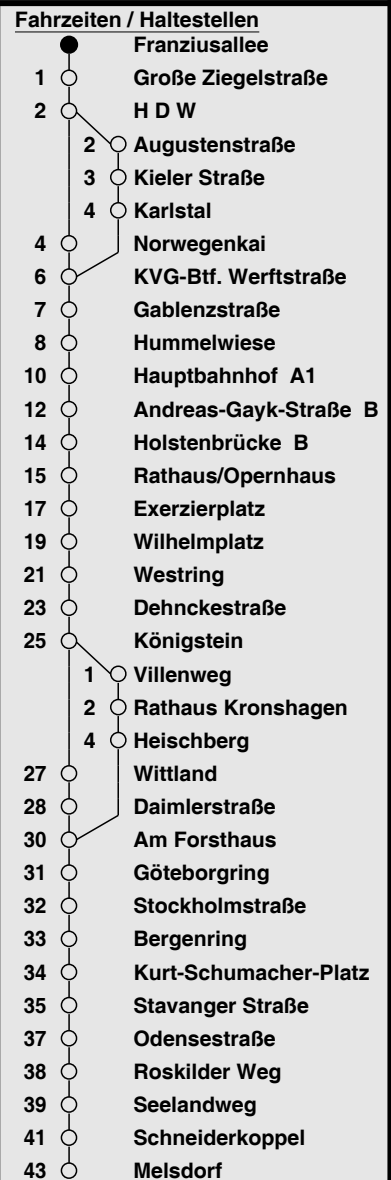 Fahrzeiten / Haltestellen
Franziusallee
1 Große Ziegelstraße
2 H D W
2 Augustenstraße
3 Kieler Straße
4 Karlstal
4 Norwegenkai
6 KVG-Btf. Werftstraße
7 Gablenzstraße
8 Hummelwiese
10 Hauptbahnhof A1
12 Andreas-Gayk-Straße B
14 Holstenbrücke B
15 Rathaus/Opernhaus
17 Exerzierplatz
19 Wilhelmplatz
21 Westring
23 Dehnckestraße
25 Königstein
1 Villenweg
2 Rathaus Kronshagen
4 Heischberg
27 Wittland
28 Daimlerstraße
30 Am Forsthaus
31 Göteborgring
32 Stockholmstraße
33 Bergenring
34 Kurt-Schumacher-Platz
35 Stavanger Straße
37 Odensestraße
38 Roskilder Weg
39 Seelandweg
41 Schneiderkoppel
43 Melsdorf